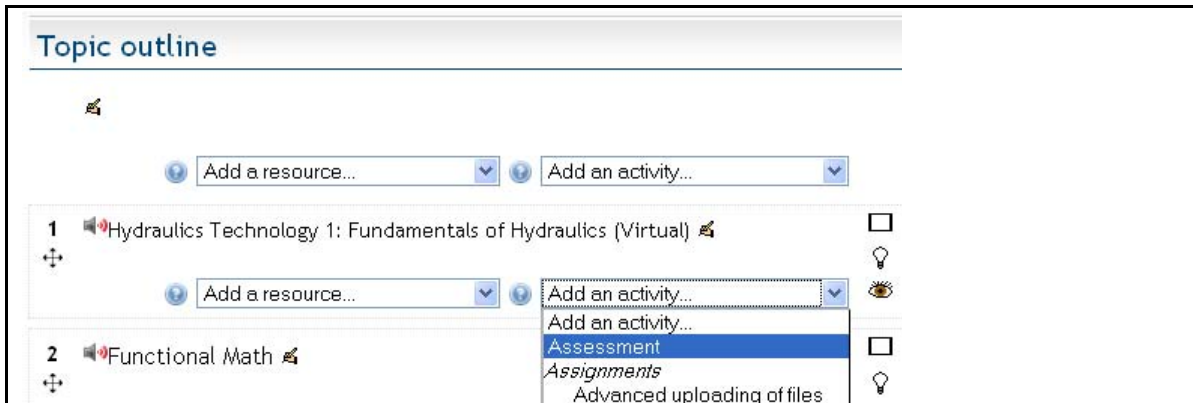 Topic outline
Add a resource... Add an activity...
1 Hydraulics Technology 1: Fundamentals of Hydraulics (Virtual)
Add a resource... Add an activity...
Add an activity...
Assessment
2 Functional Math
Assignments
Advanced uploading of files